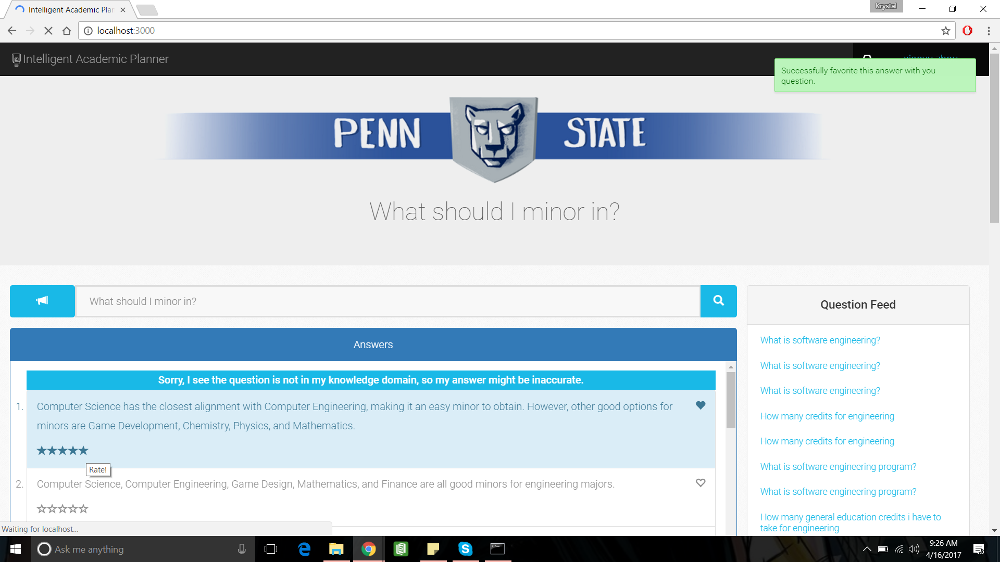 Intelligent Academic Plan
Krystal
localhost:3000
Intelligent Academic Planner
Successfully favorite this answer with you
question.
PENN STATE
What should I minor in?
What should I minor in?
Answers
Sorry, I see the question is not in my knowledge domain, so my answer might be inaccurate.
1. Computer Science has the closest alignment with Computer Engineering, making it an easy minor to obtain. However, other good options for
minors are Game Development, Chemistry, Physics, and Mathematics.
Rate!
2. Computer Science, Computer Engineering, Game Design, Mathematics, and Finance are all good minors for engineering majors.
Question Feed
What is software engineering?
What is software engineering?
What is software engineering?
How many credits for engineering
How many credits for engineering
What is software engineering program?
What is software engineering program?
How many general education credits i have to
take for engineering
Waiting for localhost...
Ask me anything
9:26 AM
4/16/2017